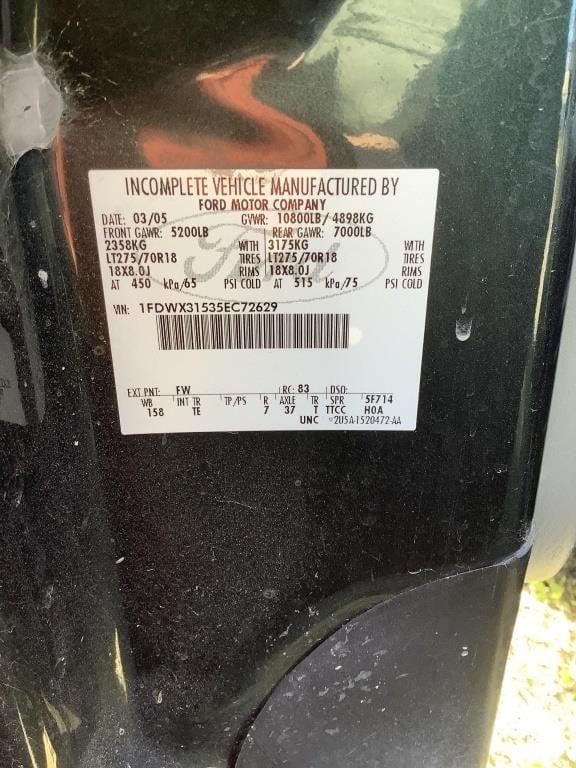 INCOMPLETE VEHICLE MANUFACTURED BY
FORD MOTOR COMPANY
DATE: 03/05 GVWR: 10800LB/ 4898KG
FRONT GAWR: 5200LB REAR GAWR: 7000LB
2358KG WITH 3175KG WITH
LT275/70R18 TIRES LT275/70R18 TIRES
18X8.0J RIMS 18X8.0J RIMS
AT 450 kPa/65 PSI COLD AT 515 kPa/75 PSI COLD
VIN: 1FDWX31535EC72629
EXT PNT: FW RC: 83 DSO:
WB INT TR TP/PS R AXLE TR SPR 5F714
158 TE 7 37 T TTCC H0A
UNC 2U5A-1520472-AA
Ford